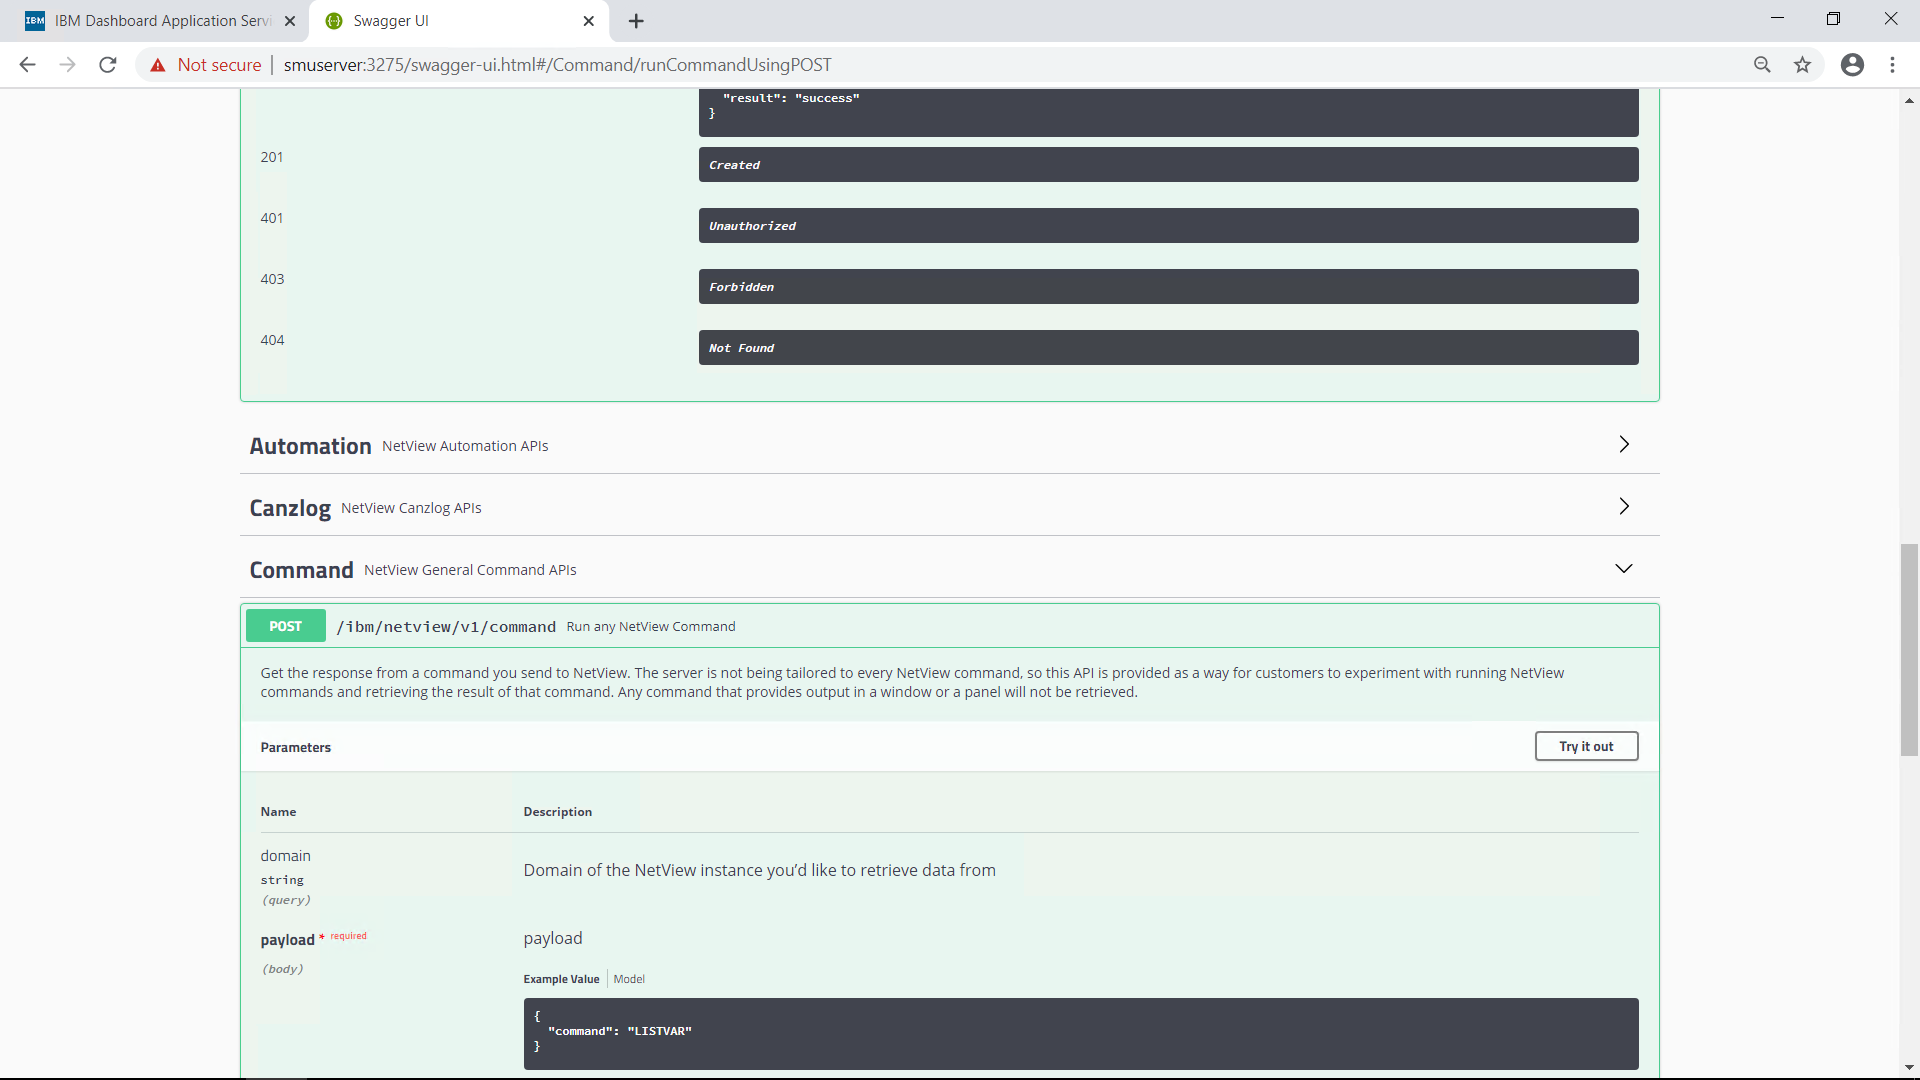 IBM
IBM Dashboard Application Servi
Swagger UI
Not secure
smuserver:3275/swagger-ui.html#/Command/runCommandUsingPOST
"result": "success"
}
201
Created
401
Unauthorized
403
Forbidden
404
Not Found
Automation NetView Automation APIs
Canzlog NetView Canzlog APIs
Command NetView General Command APIs
POST /ibm/netview/v1/command Run any NetView Command
Get the response from a command you send to NetView. The server is not being tailored to every NetView command, so this API is provided as a way for customers to experiment with running NetView
commands and retrieving the result of that command. Any command that provides output in a window or a panel will not be retrieved.
Parameters
Try it out
Name Description
domain
string
(query)
Domain of the NetView instance you’d like to retrieve data from
payload * required
(body)
payload
Example Value | Model
{
"command": "LISTVAR"
}